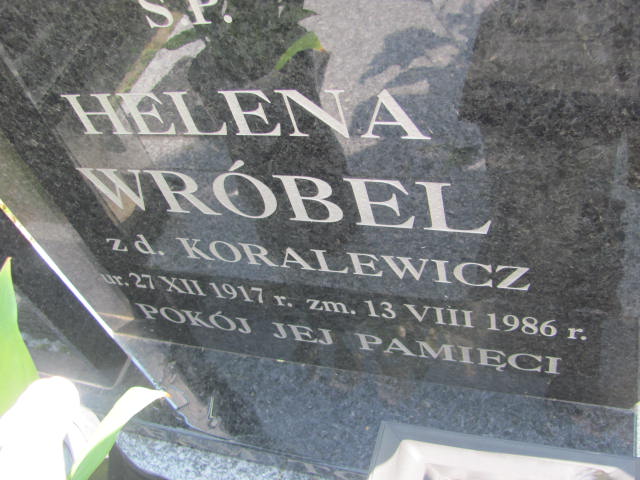 Ś.P.
HELENA
WRÓBEL
z d. KORALEWICZ
ur. 27 XII 1917 r. zm. 13 VIII 1986 r.
POKÓJ JEJ PAMIĘCI